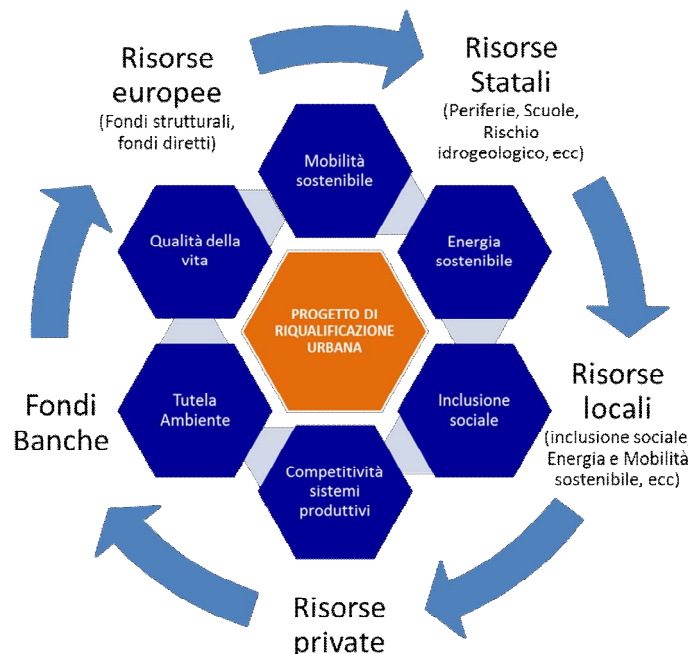 Risorse
europee
(Fondi strutturali,
fondi diretti)
Risorse
Statali
(Periferie, Scuole,
Rischio
idrogeologico, ecc)
Mobilità
sostenibile
Qualità della
vita
Energia
sostenibile
PROGETTO DI
RIQUALIFICAZIONE
URBANA
Tutela
Ambiente
Inclusione
sociale
Competitività
sistemi
produttivi
Fondi
Banche
Risorse
locali
(inclusione sociale
Energia e Mobilità
sostenibile, ecc)
Risorse
private